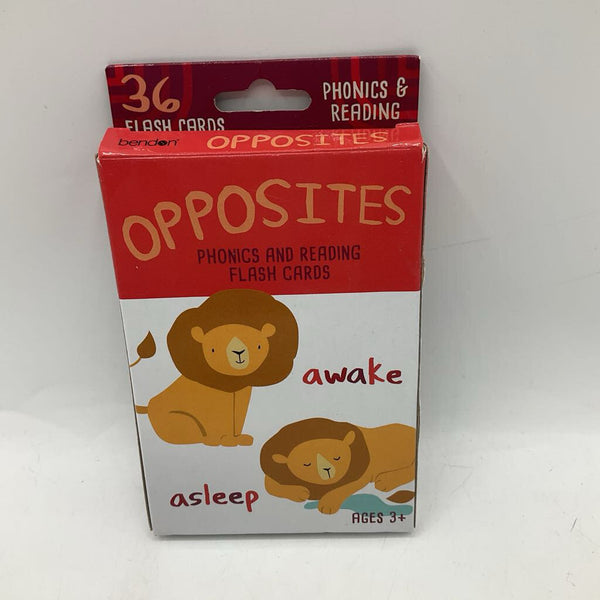 36
FLASH CARDS
PHONICS &
READING
bendon
OPPOSITES
OPPOSITES
PHONICS AND READING
FLASH CARDS
awake
asleep
AGES 3+